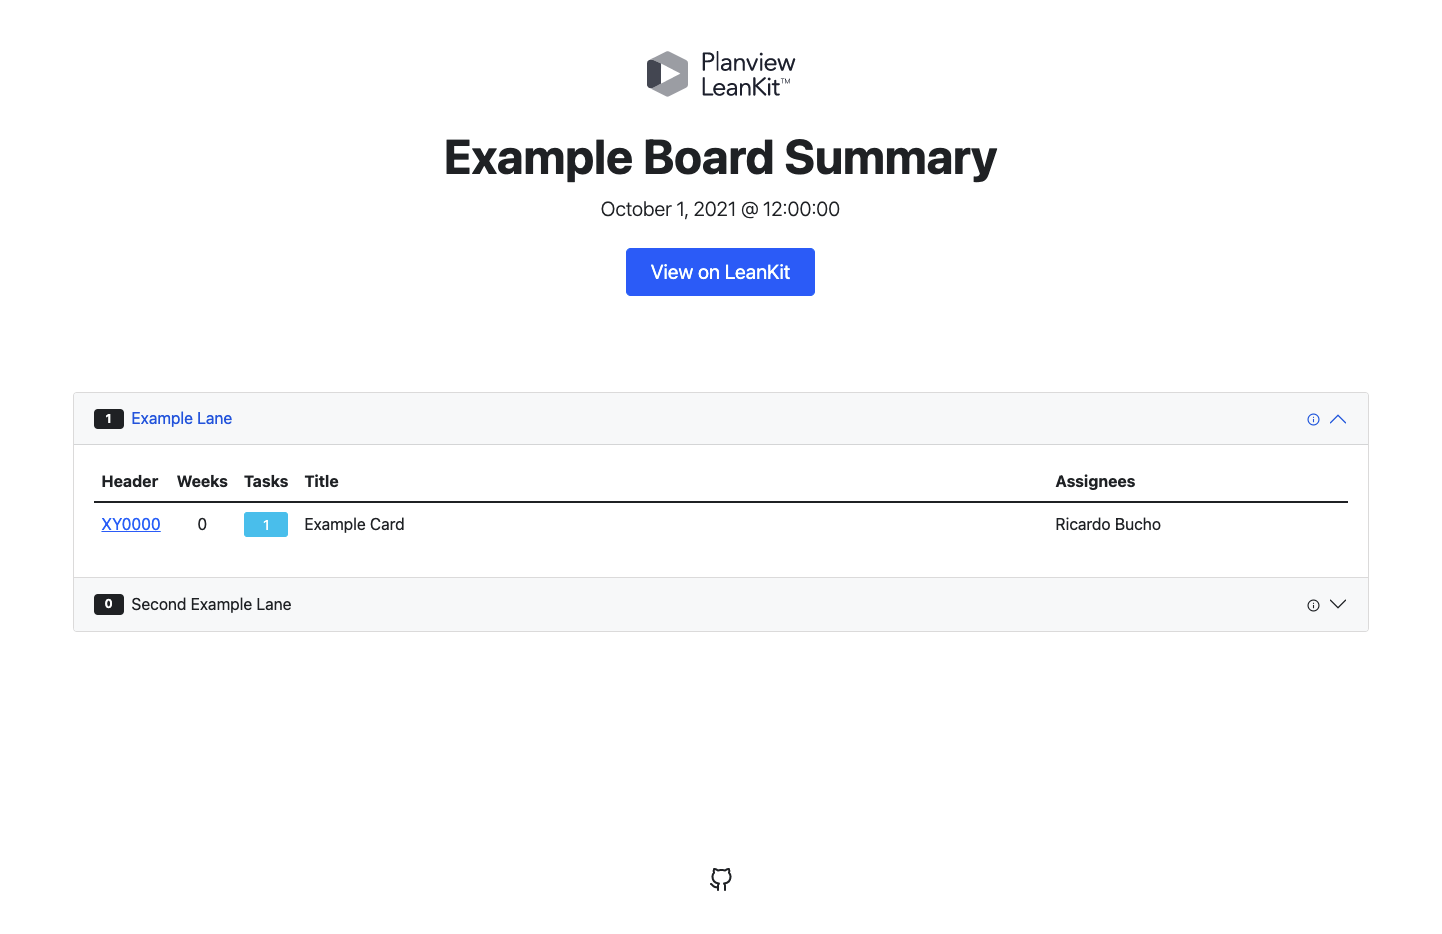 Planview
LeanKit™
Example Board Summary
October 1, 2021 @ 12:00:00
View on LeanKit
1 Example Lane
Header Weeks Tasks Title Assignees
XY0000 0 1 Example Card Ricardo Bucho
0 Second Example Lane